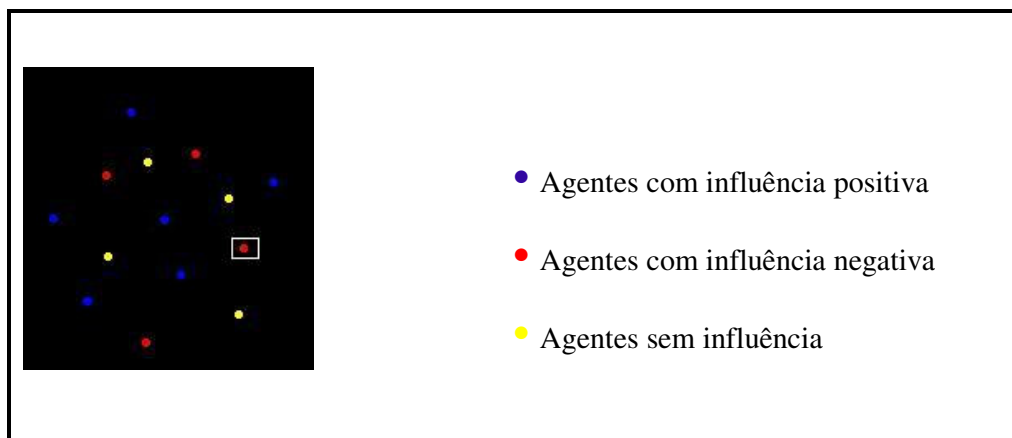 Agentes com influência positiva
Agentes com influência negativa
Agentes sem influência